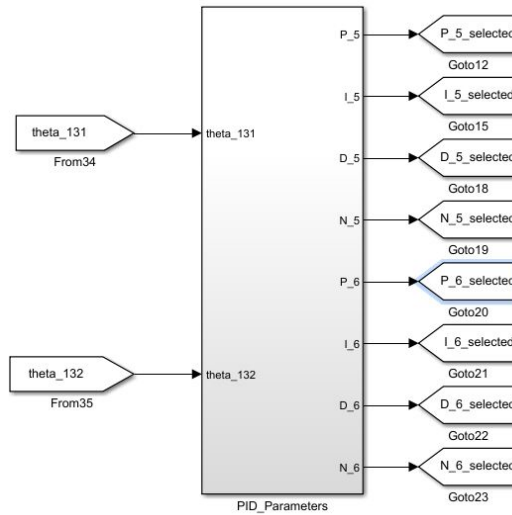 P_5
P_5_selected
Goto12
I_5
I_5_selected
Goto15
theta_131
From34
theta_131
D_5
D_5_selected
Goto18
N_5
N_5_selected
Goto19
P_6
P_6_selected
Goto20
I_6
I_6_selected
Goto21
theta_132
From35
theta_132
D_6
D_6_selected
Goto22
N_6
N_6_selected
Goto23
PID_Parameters